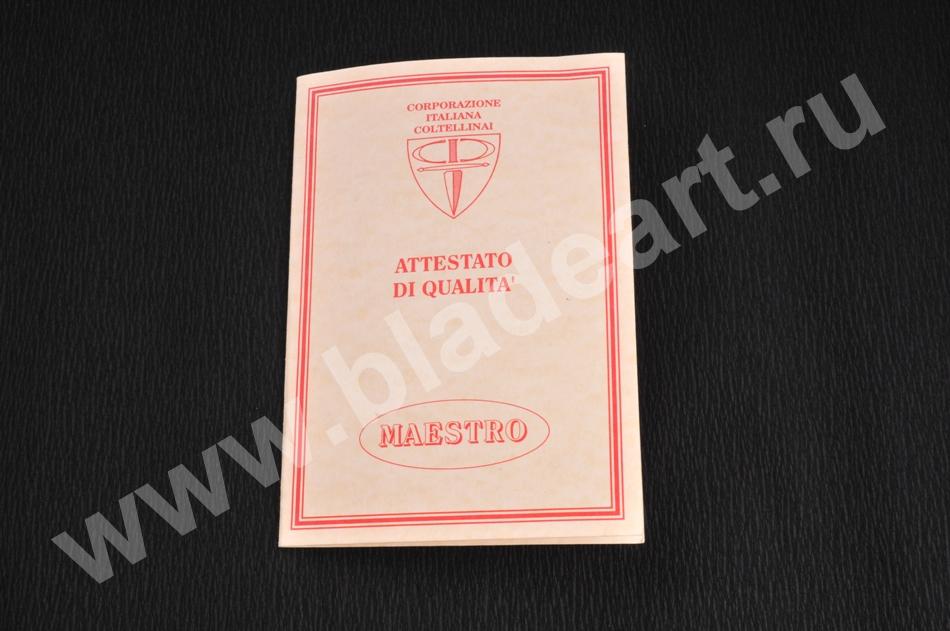 CORPORAZIONE
ITALIANA
COLTELLINAI
ATTESTATO
DI QUALITA'
MAESTRO
www.bladeart.ru